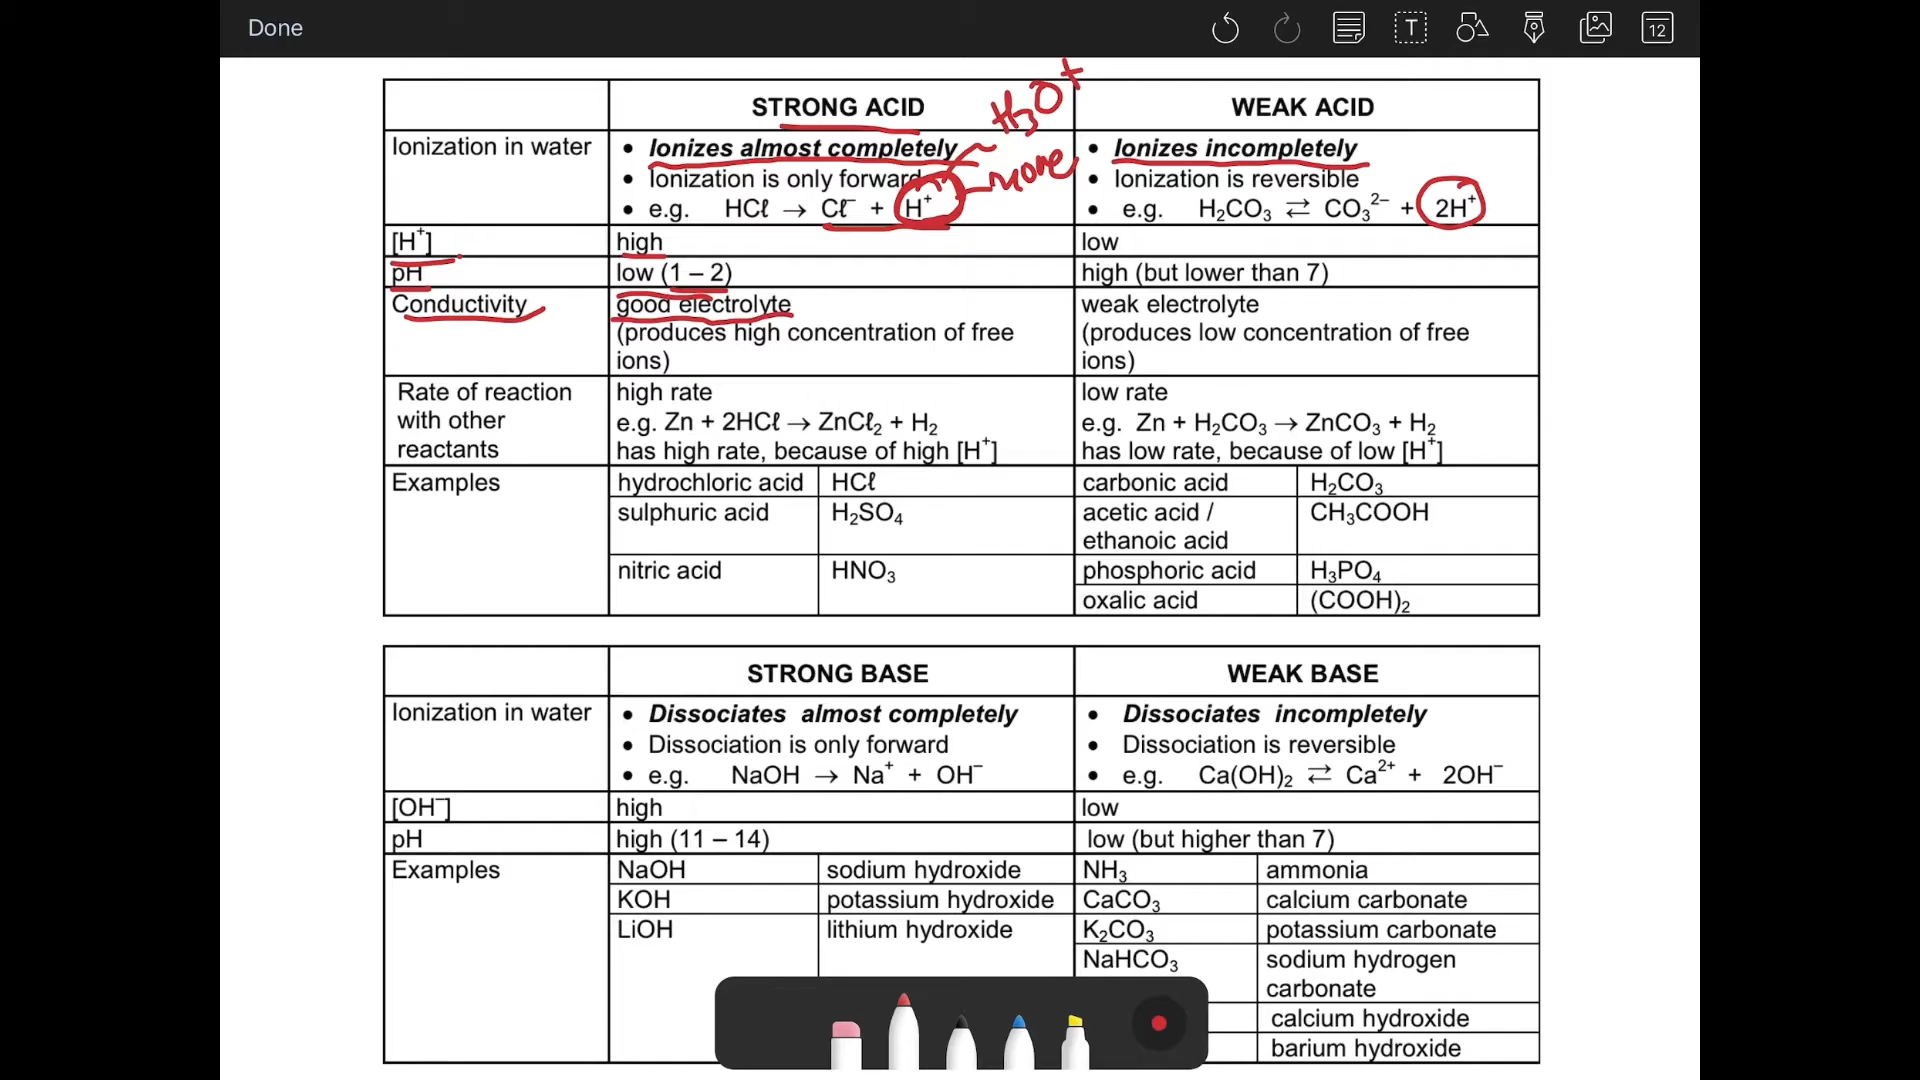 Done
12
STRONG ACID
H₃O⁺
WEAK ACID
Ionization in water
• Ionizes almost completely
• Ionization is only forward
more
• e.g. HCℓ → Cℓ⁻ + H⁺
• Ionizes incompletely
• Ionization is reversible
• e.g. H₂CO₃ ⇄ CO₃²⁻ + 2H⁺
[H⁺]
high
low
pH
low (1 – 2)
high (but lower than 7)
Conductivity
good electrolyte
(produces high concentration of free
ions)
weak electrolyte
(produces low concentration of free
ions)
Rate of reaction
with other
reactants
high rate
e.g. Zn + 2HCℓ → ZnCℓ₂ + H₂
has high rate, because of high [H⁺]
low rate
e.g. Zn + H₂CO₃ → ZnCO₃ + H₂
has low rate, because of low [H⁺]
Examples
hydrochloric acid HCℓ
carbonic acid H₂CO₃
sulphuric acid H₂SO₄
acetic acid / CH₃COOH
ethanoic acid
nitric acid HNO₃
phosphoric acid H₃PO₄
oxalic acid (COOH)₂
STRONG BASE
WEAK BASE
Ionization in water
• Dissociates almost completely
• Dissociation is only forward
• e.g. NaOH → Na⁺ + OH⁻
• Dissociates incompletely
• Dissociation is reversible
• e.g. Ca(OH)₂ ⇄ Ca²⁺ + 2OH⁻
[OH⁻]
high
low
pH
high (11 – 14)
low (but higher than 7)
Examples
NaOH sodium hydroxide
NH₃ ammonia
KOH potassium hydroxide
CaCO₃ calcium carbonate
LiOH lithium hydroxide
K₂CO₃ potassium carbonate
NaHCO₃ sodium hydrogen
carbonate
calcium hydroxide
barium hydroxide